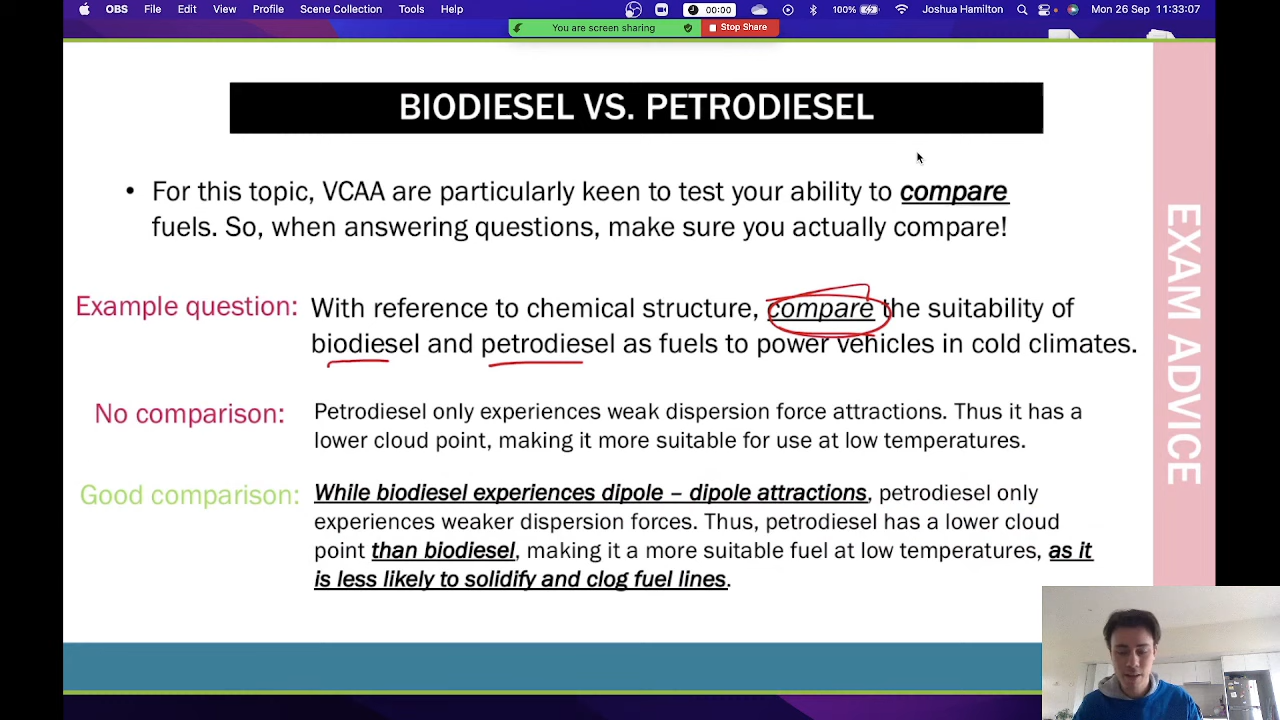 OBS File Edit View Profile Scene Collection Tools Help 00:00 100% Joshua Hamilton Mon 26 Sep 11:33:07
You are screen sharing Stop Share
BIODIESEL VS. PETRODIESEL
• For this topic, VCAA are particularly keen to test your ability to compare
fuels. So, when answering questions, make sure you actually compare!
Example question: With reference to chemical structure, compare the suitability of
biodiesel and petrodiesel as fuels to power vehicles in cold climates.
No comparison: Petrodiesel only experiences weak dispersion force attractions. Thus it has a
lower cloud point, making it more suitable for use at low temperatures.
Good comparison: While biodiesel experiences dipole – dipole attractions, petrodiesel only
experiences weaker dispersion forces. Thus, petrodiesel has a lower cloud
point than biodiesel, making it a more suitable fuel at low temperatures, as it
is less likely to solidify and clog fuel lines.
EXAM ADVICE